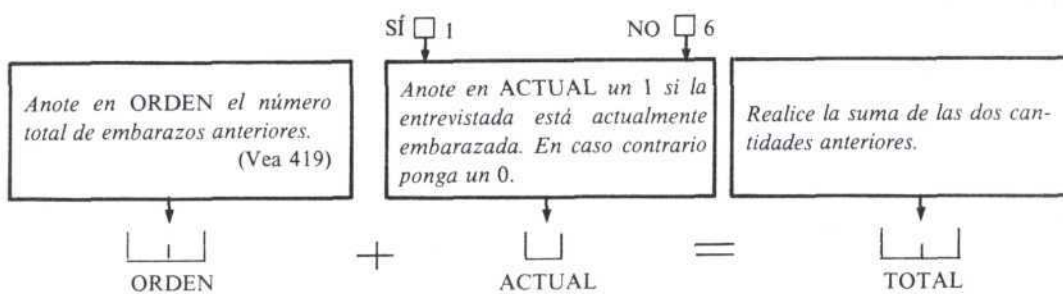 SÍ 1 NO 6
Anote en ORDEN el número
total de embarazos anteriores.
(Vea 419)
Anote en ACTUAL un 1 si la
entrevistada está actualmente
embarazada. En caso contrario
ponga un 0.
Realice la suma de las dos can-
tidades anteriores.
+ =
ORDEN ACTUAL TOTAL